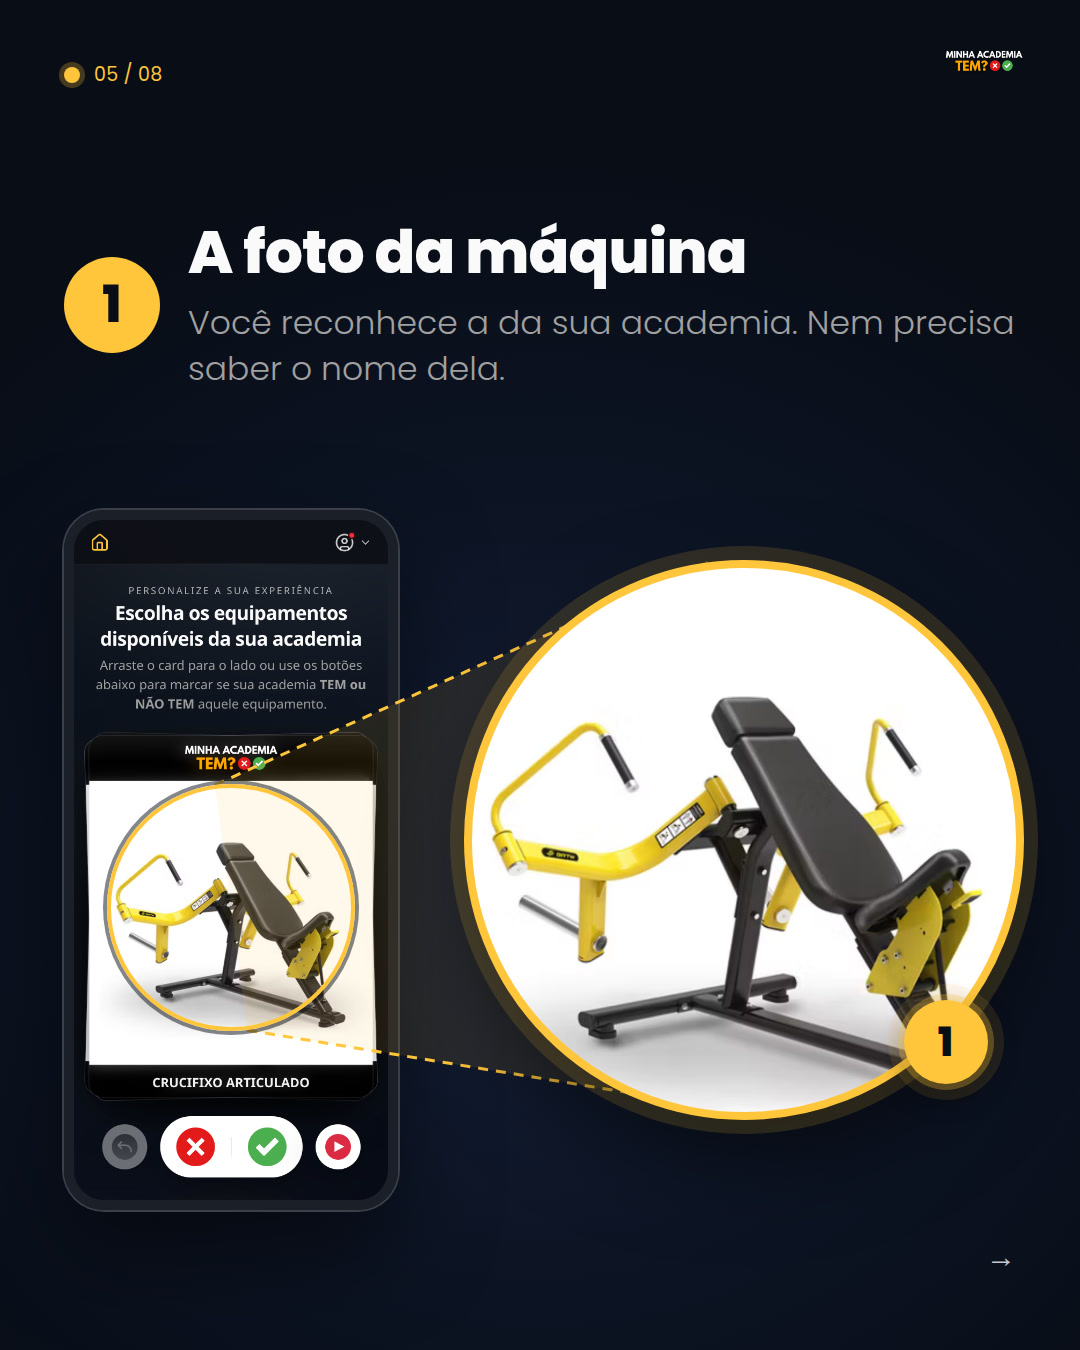 05 / 08
MINHA ACADEMIA
TEM?
A foto da máquina
1
Você reconhece a da sua academia. Nem precisa
saber o nome dela.
PERSONALIZE A SUA EXPERIÊNCIA
Escolha os equipamentos
disponíveis da sua academia
Arraste o card para o lado ou use os botões
abaixo para marcar se sua academia TEM ou
NÃO TEM aquele equipamento.
MINHA ACADEMIA
TEM?
CRUCIFIXO ARTICULADO
1
→